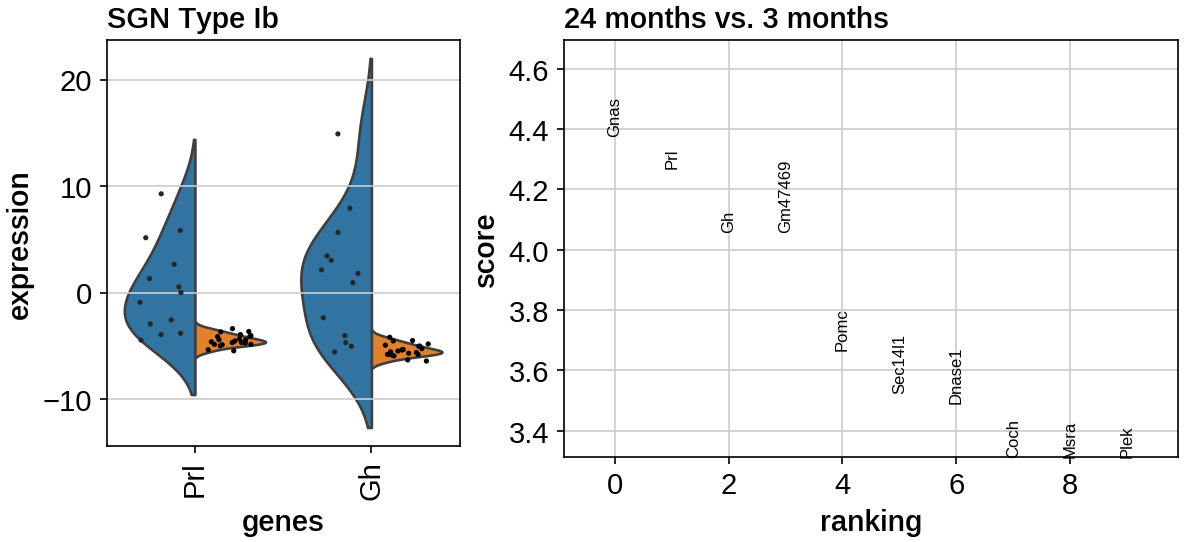 SGN Type Ib
expression
20
10
0
−10
Prl
Gh
genes
24 months vs. 3 months
score
4.6
4.4
4.2
4.0
3.8
3.6
3.4
Gnas
Prl
Gh
Gm47469
Pomc
Sec14l1
Dnase1
Coch
Msra
Plek
0
2
4
6
8
ranking